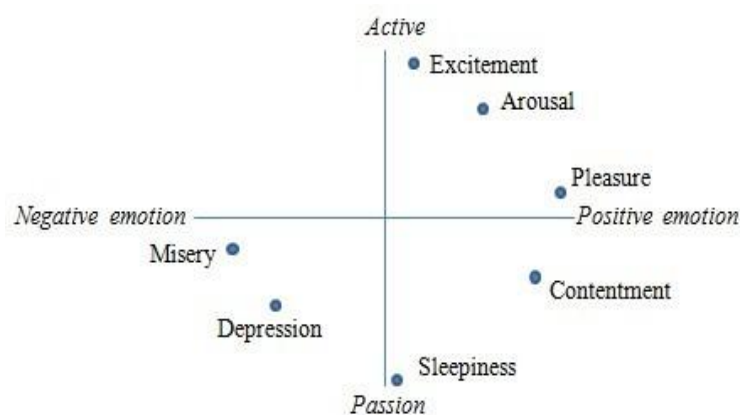 Active
Excitement
Arousal
Pleasure
Negative emotion
Positive emotion
Misery
Contentment
Depression
Sleepiness
Passion